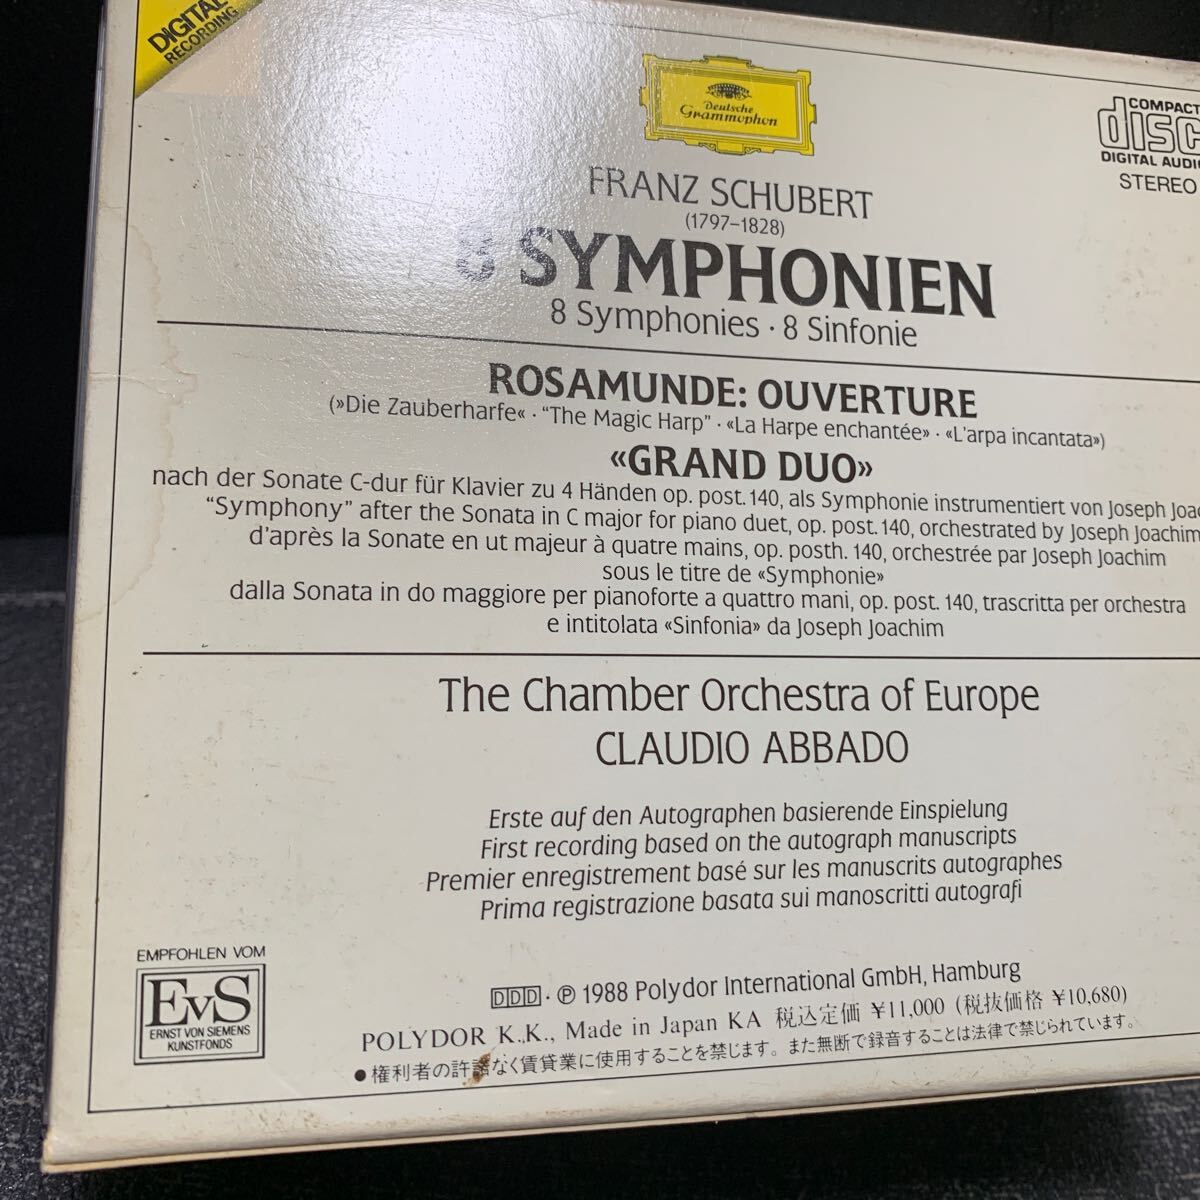 DIGITAL
RECORDING
Deutsche
Grammophon
COMPACT
disc
DIGITAL AUDIO
STEREO
FRANZ SCHUBERT
(1797–1828)
8 SYMPHONIEN
8 Symphonies · 8 Sinfonie
ROSAMUNDE: OUVERTURE
(»Die Zauberharfe« · “The Magic Harp” · «La Harpe enchantée» · «L'arpa incantata»)
«GRAND DUO»
nach der Sonate C-dur für Klavier zu 4 Händen op. post. 140, als Symphonie instrumentiert von Joseph Joac
“Symphony” after the Sonata in C major for piano duet, op. post. 140, orchestrated by Joseph Joachim
d'après la Sonate en ut majeur à quatre mains, op. posth. 140, orchestrée par Joseph Joachim
sous le titre de «Symphonie»
dalla Sonata in do maggiore per pianoforte a quattro mani, op. post. 140, trascritta per orchestra
e intitolata «Sinfonia» da Joseph Joachim
The Chamber Orchestra of Europe
CLAUDIO ABBADO
Erste auf den Autographen basierende Einspielung
First recording based on the autograph manuscripts
Premier enregistrement basé sur les manuscrits autographes
Prima registrazione basata sui manoscritti autografi
EMPFOHLEN VOM
EvS
ERNST VON SIEMENS
KUNSTFONDS
DDD · ℗ 1988 Polydor International GmbH, Hamburg
POLYDOR K.K., Made in Japan KA 税込定価 ¥11,000 (税抜価格 ¥10,680)
●権利者の許諾なく賃貸業に使用することを禁じます。また無断で録音することは法律で禁じられています。